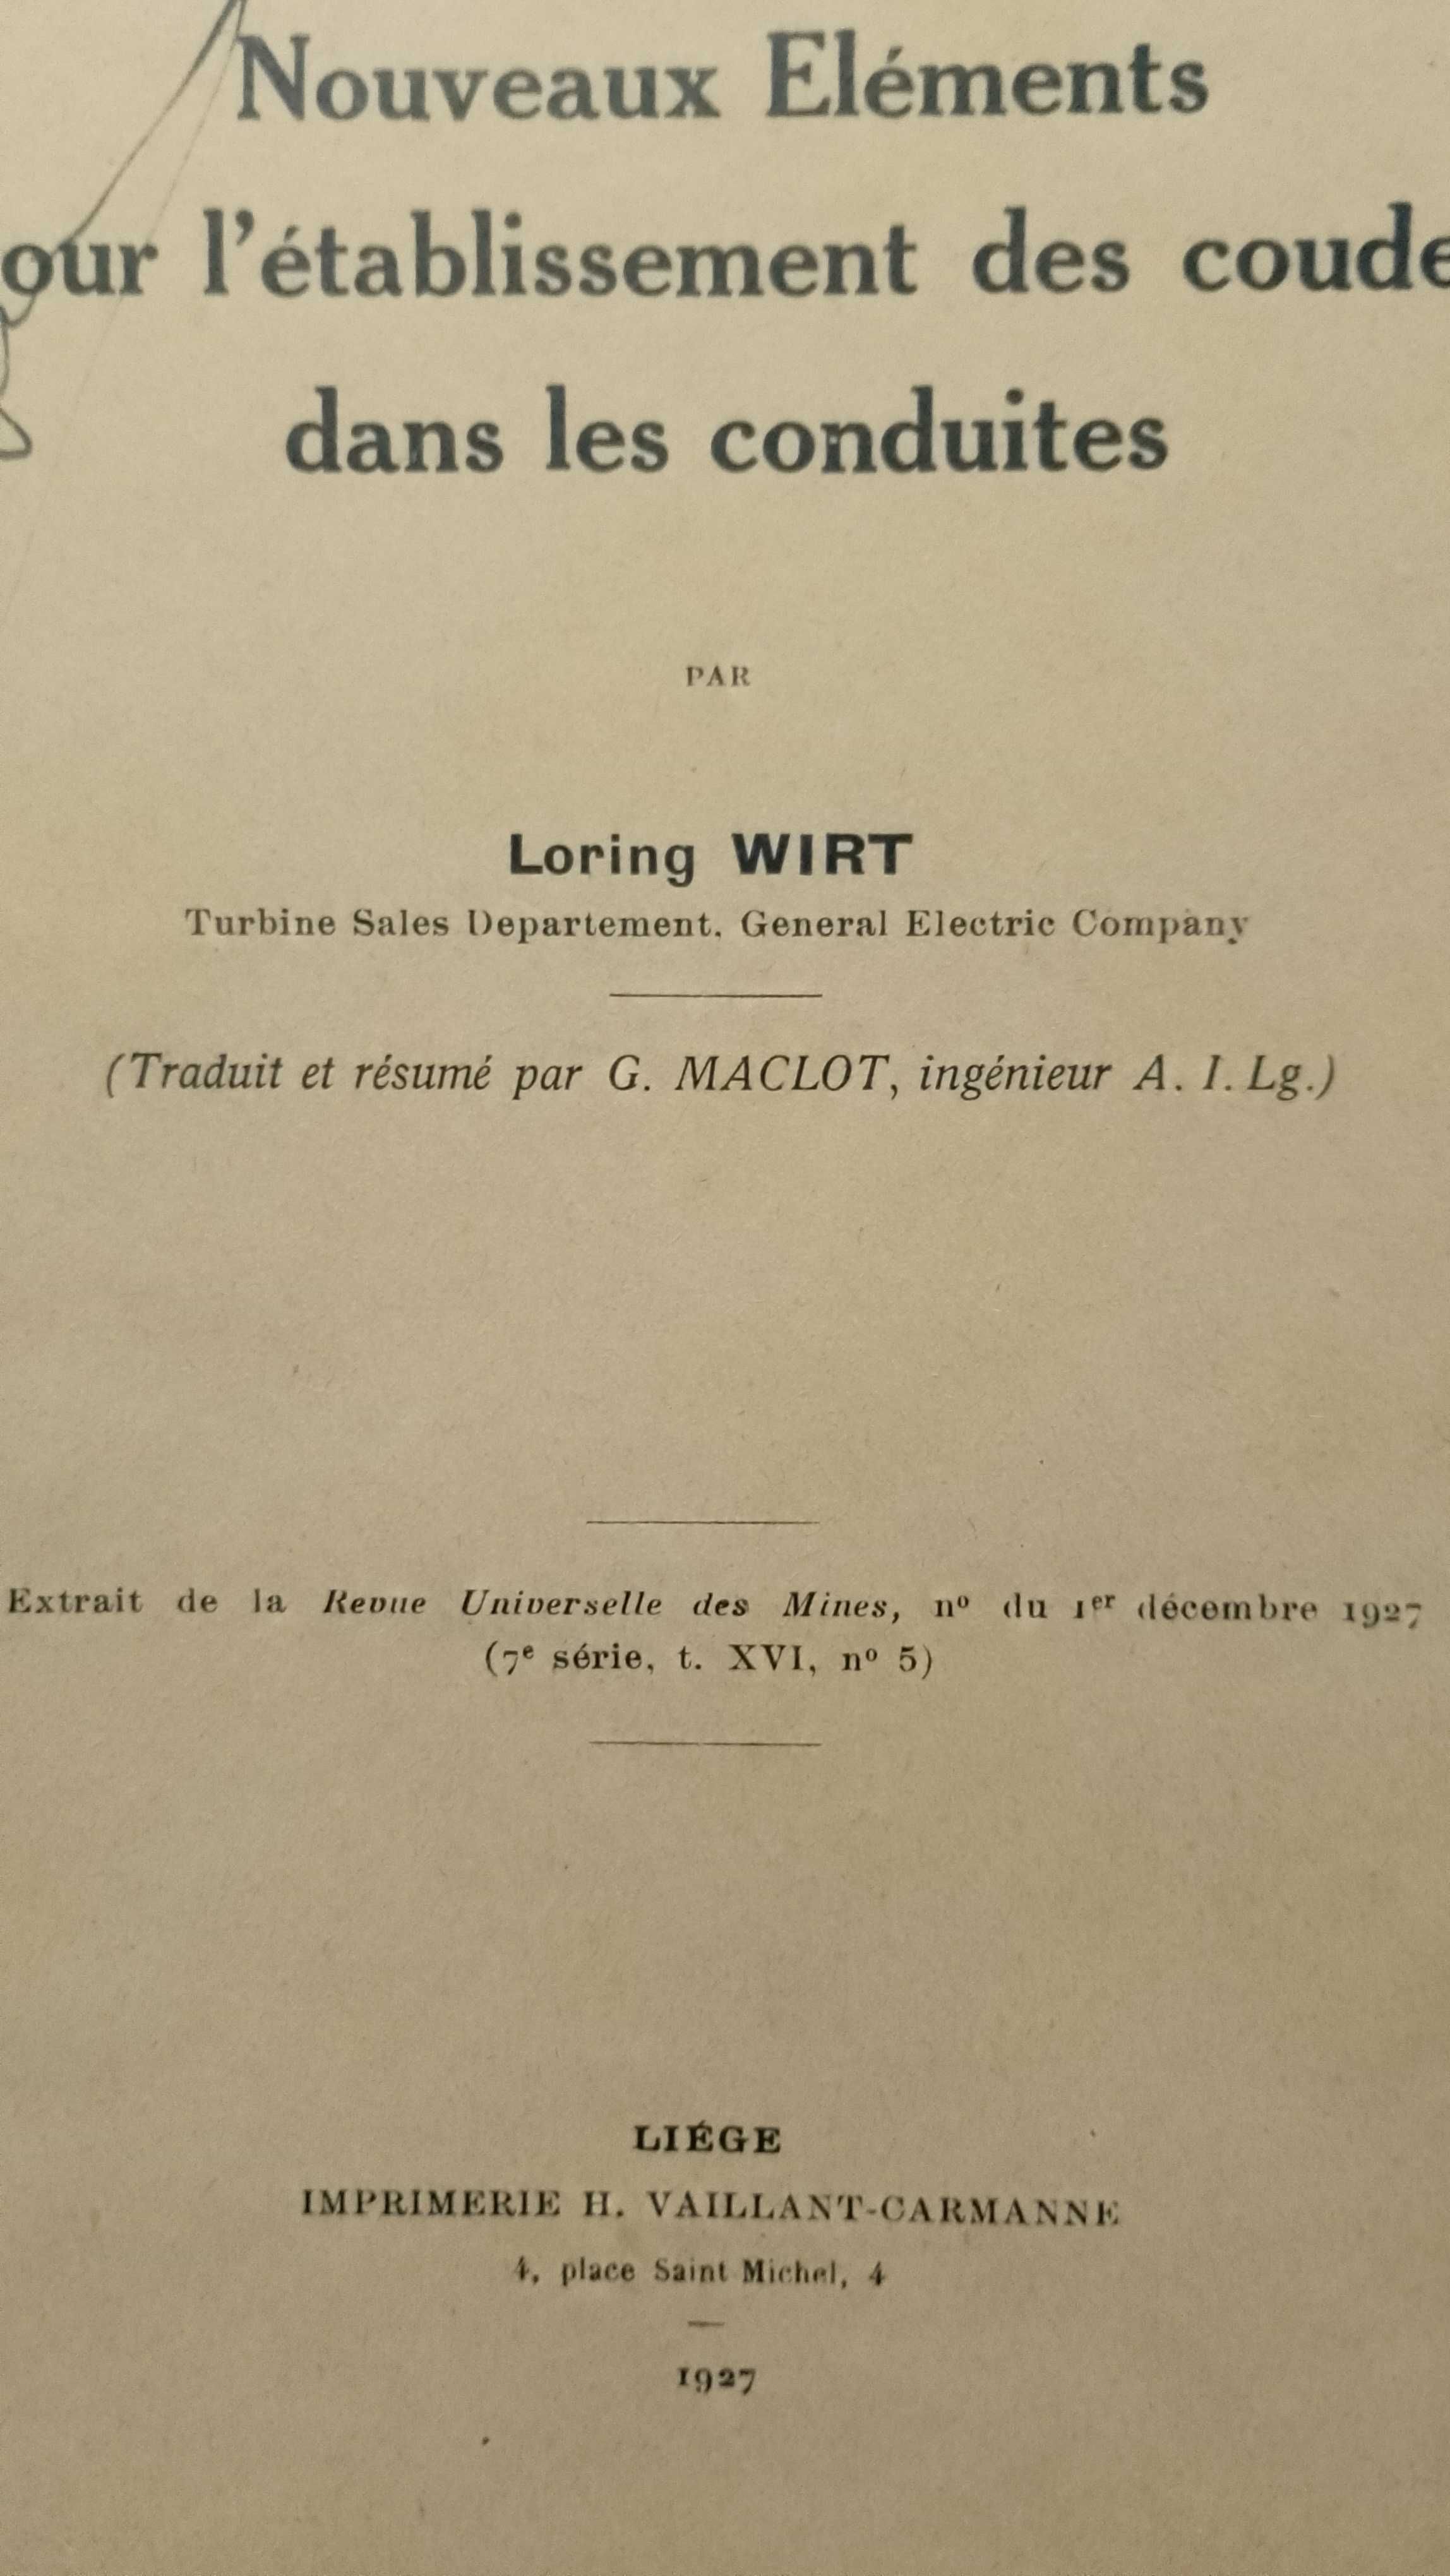 Nouveaux Eléments
our l'établissement des coude
dans les conduites
PAR
Loring WIRT
Turbine Sales Departement. General Electric Company
(Traduit et résumé par G. MACLOT, ingénieur A. I. Lg.)
Extrait de la Revue Universelle des Mines, nº du 1er décembre 1927
(7e série, t. XVI, nº 5)
LIÉGE
IMPRIMERIE H. VAILLANT-CARMANNE
4, place Saint Michel, 4
1927